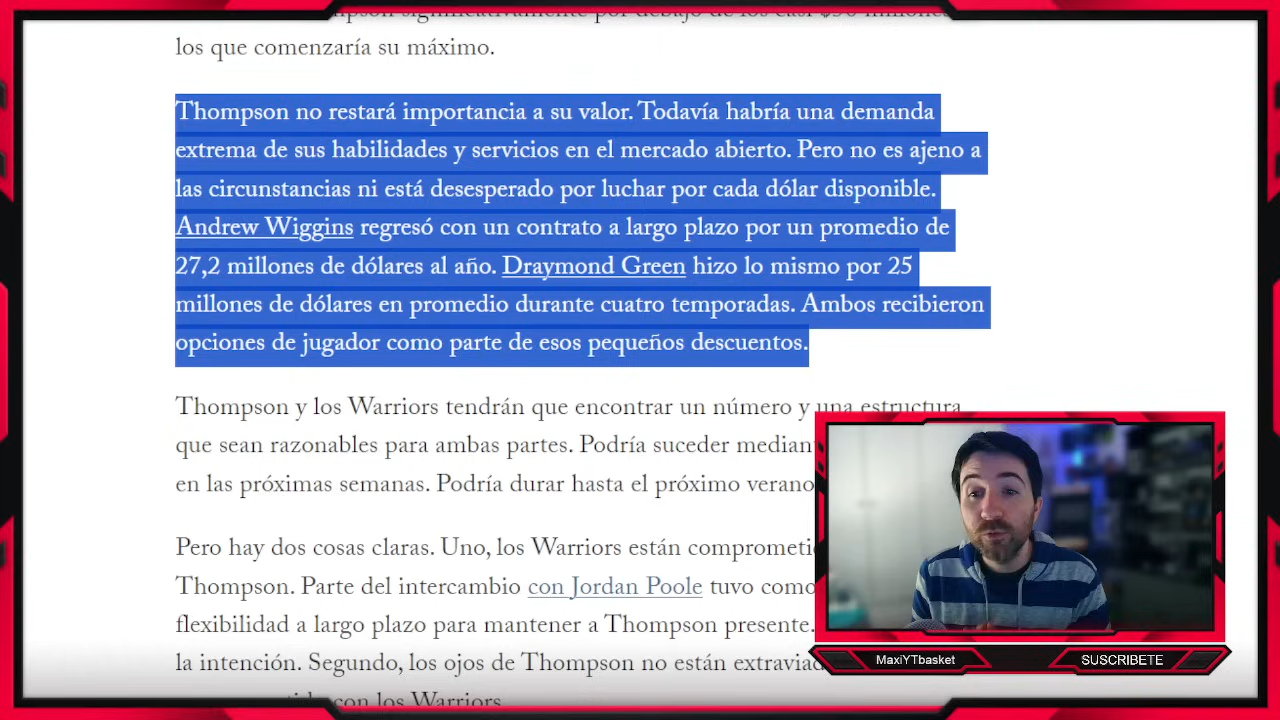 los que comenzaría su máximo.
Thompson no restará importancia a su valor. Todavía habría una demanda
extrema de sus habilidades y servicios en el mercado abierto. Pero no es ajeno a
las circunstancias ni está desesperado por luchar por cada dólar disponible.
Andrew Wiggins regresó con un contrato a largo plazo por un promedio de
27,2 millones de dólares al año. Draymond Green hizo lo mismo por 25
millones de dólares en promedio durante cuatro temporadas. Ambos recibieron
opciones de jugador como parte de esos pequeños descuentos.
Thompson y los Warriors tendrán que encontrar un número y una estructura
que sean razonables para ambas partes. Podría suceder
en las próximas semanas. Podría durar hasta el próximo verano
Pero hay dos cosas claras. Uno, los Warriors están
Thompson. Parte del intercambio con Jordan Poole tuvo como
flexibilidad a largo plazo para mantener a Thompson presente.
la intención. Segundo, los ojos de Thompson no están
con los Warriors.
MaxiYTbasket
SUSCRIBETE